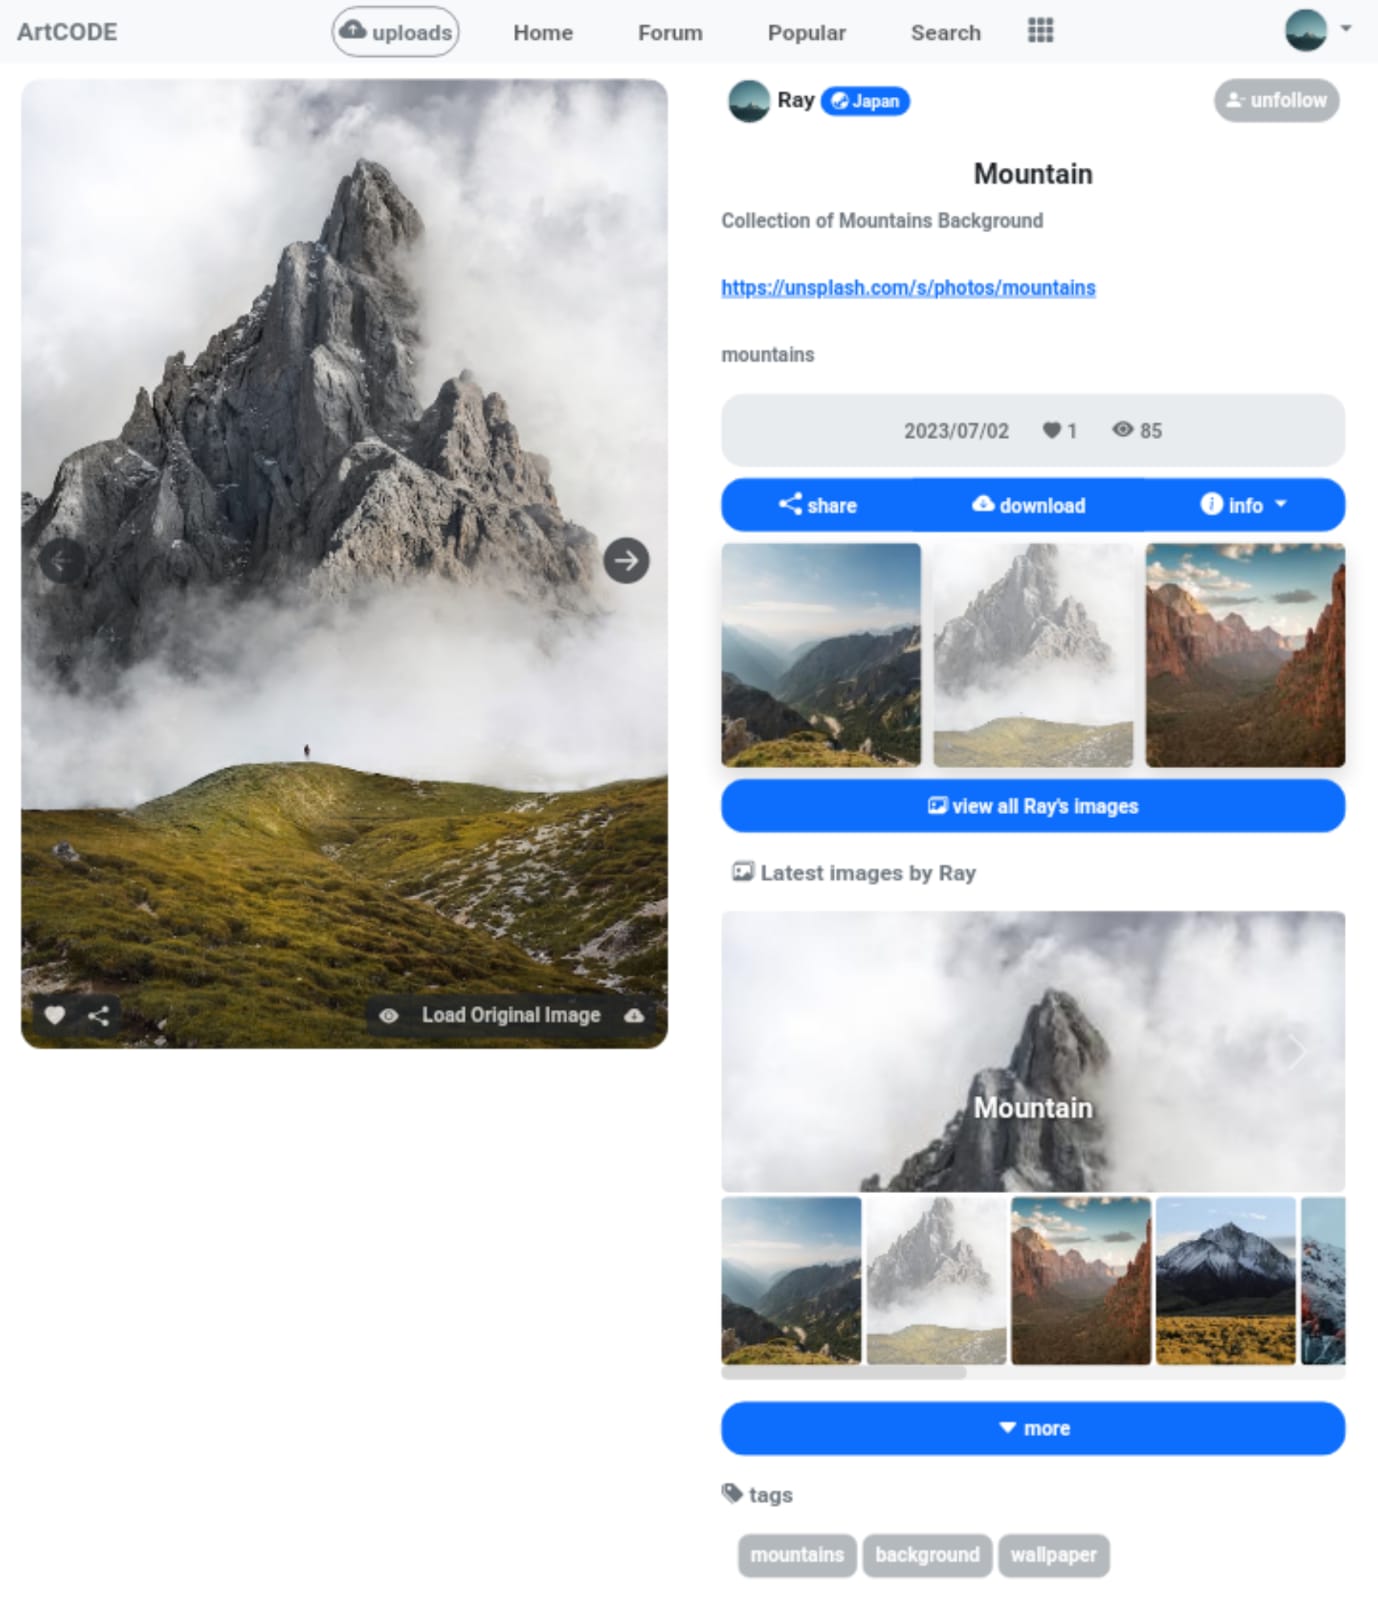 ArtCODE uploads Home Forum Popular Search
Ray Japan unfollow
Mountain
Collection of Mountains Background
https://unsplash.com/s/photos/mountains
mountains
2023/07/02 1 85
share download info
view all Ray's images
Latest images by Ray
Mountain
more
tags
mountains background wallpaper
Load Original Image